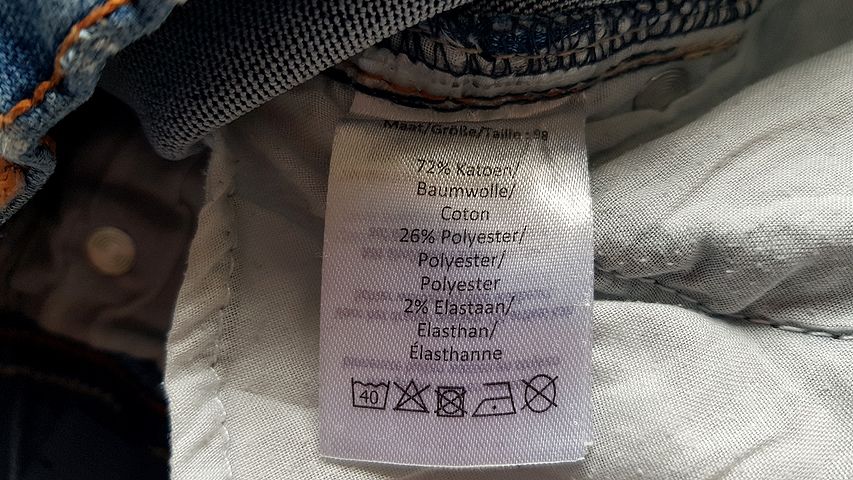 Maat/Größe/Taille : 98
72% Katoen/
Baumwolle/
Coton
26% Polyester/
Polyester/
Polyester
2% Elastaan/
Elasthan/
Élasthanne
40